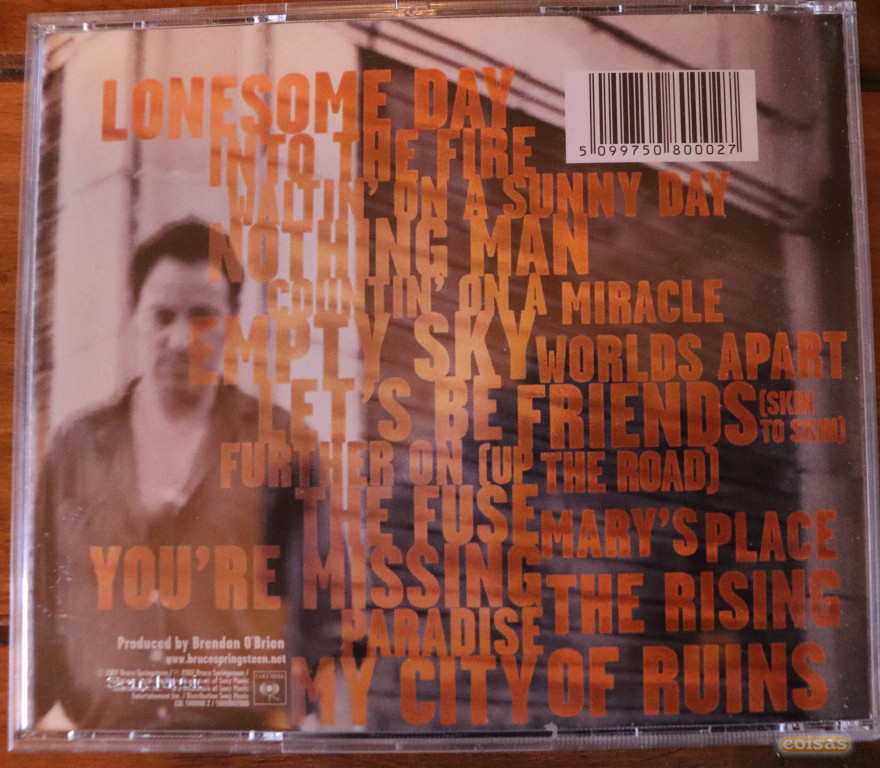 LONESOME DAY
INTO THE FIRE
WAITIN' ON A SUNNY DAY
NOTHING MAN
COUNTIN' ON A MIRACLE
EMPTY SKY
WORLDS APART
LET'S BE FRIENDS (SKIN
TO SKIN)
FURTHER ON (UP THE ROAD)
THE FUSE
MARY'S PLACE
YOU'RE MISSING
THE RISING
PARADISE
MY CITY OF RUINS
5 099750 800027
Produced by Brendan O'Brien
www.brucespringsteen.net
COLUMBIA
coisas